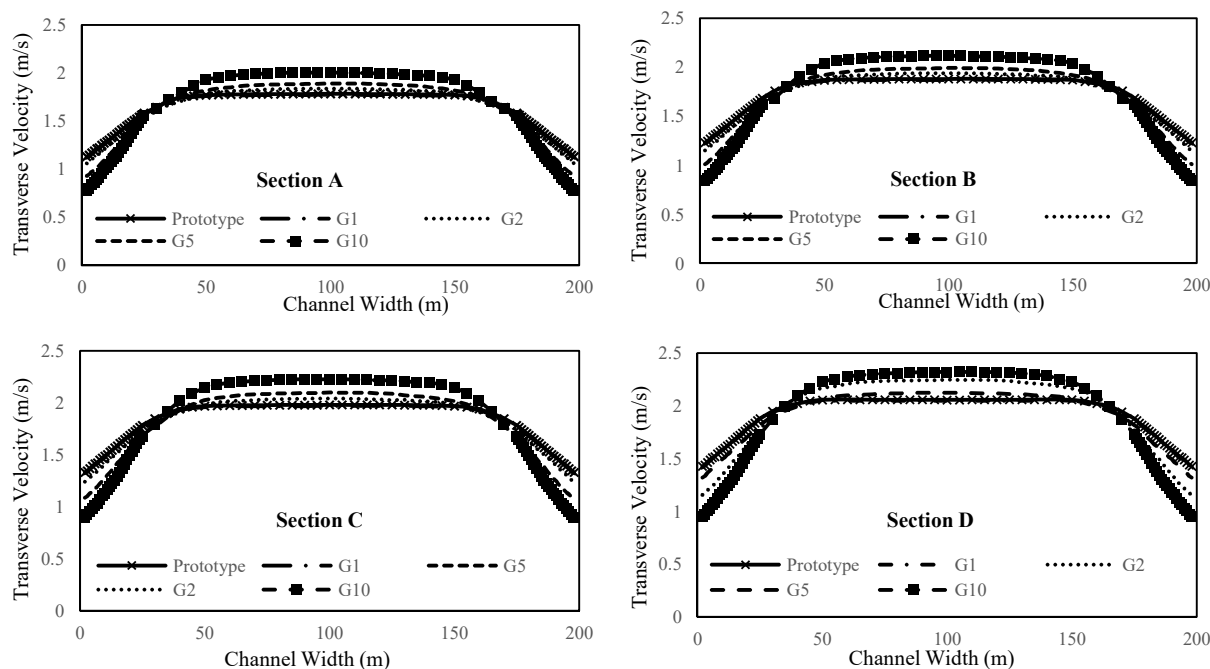 Transverse Velocity (m/s)
2.5
2
1.5
1
0.5
0
Section A
Prototype G1 G2
G5 G10
0 50 100 150 200
Channel Width (m)
Transverse Velocity (m/s)
2.5
2
1.5
1
0.5
0
Section B
Prototype G1 G2
G5 G10
0 50 100 150 200
Channel Width (m)
Transverse Velocity (m/s)
2.5
2
1.5
1
0.5
0
Section C
Prototype G1 G5
G2 G10
0 50 100 150 200
Channel Width (m)
Transverse Velocity (m/s)
2.5
2
1.5
1
0.5
0
Section D
Prototype G1 G2
G5 G10
0 50 100 150 200
Channel Width (m)